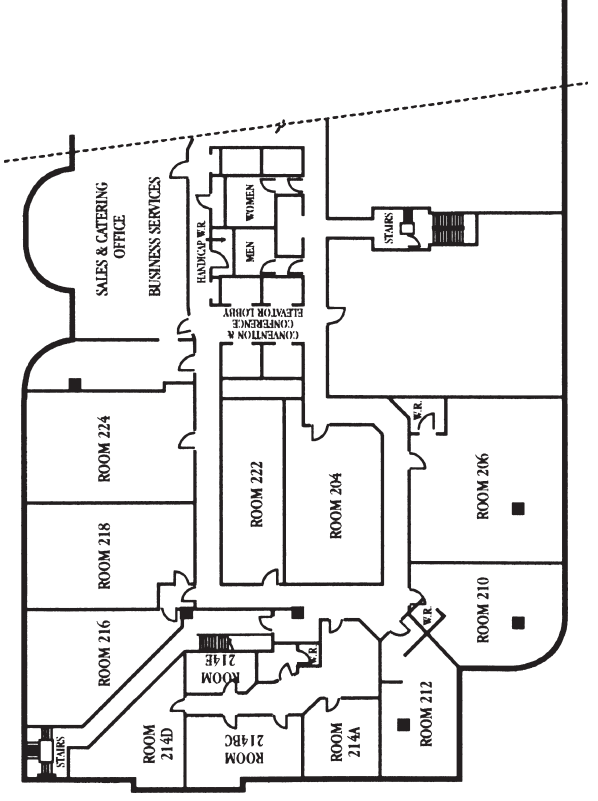 SALES & CATERING
OFFICE
BUSINESS SERVICES
HANDICAP W.R.
WOMEN
MEN
STAIRS
CONVENTION &
CONFERENCE
ELEVATOR LOBBY
W.R.
ROOM 224
ROOM 222
ROOM 204
ROOM 206
ROOM 218
ROOM 216
ROOM 210
W.R.
W.R.
ROOM
214E
ROOM 212
STAIRS
ROOM
214D
ROOM
214BC
ROOM
214A